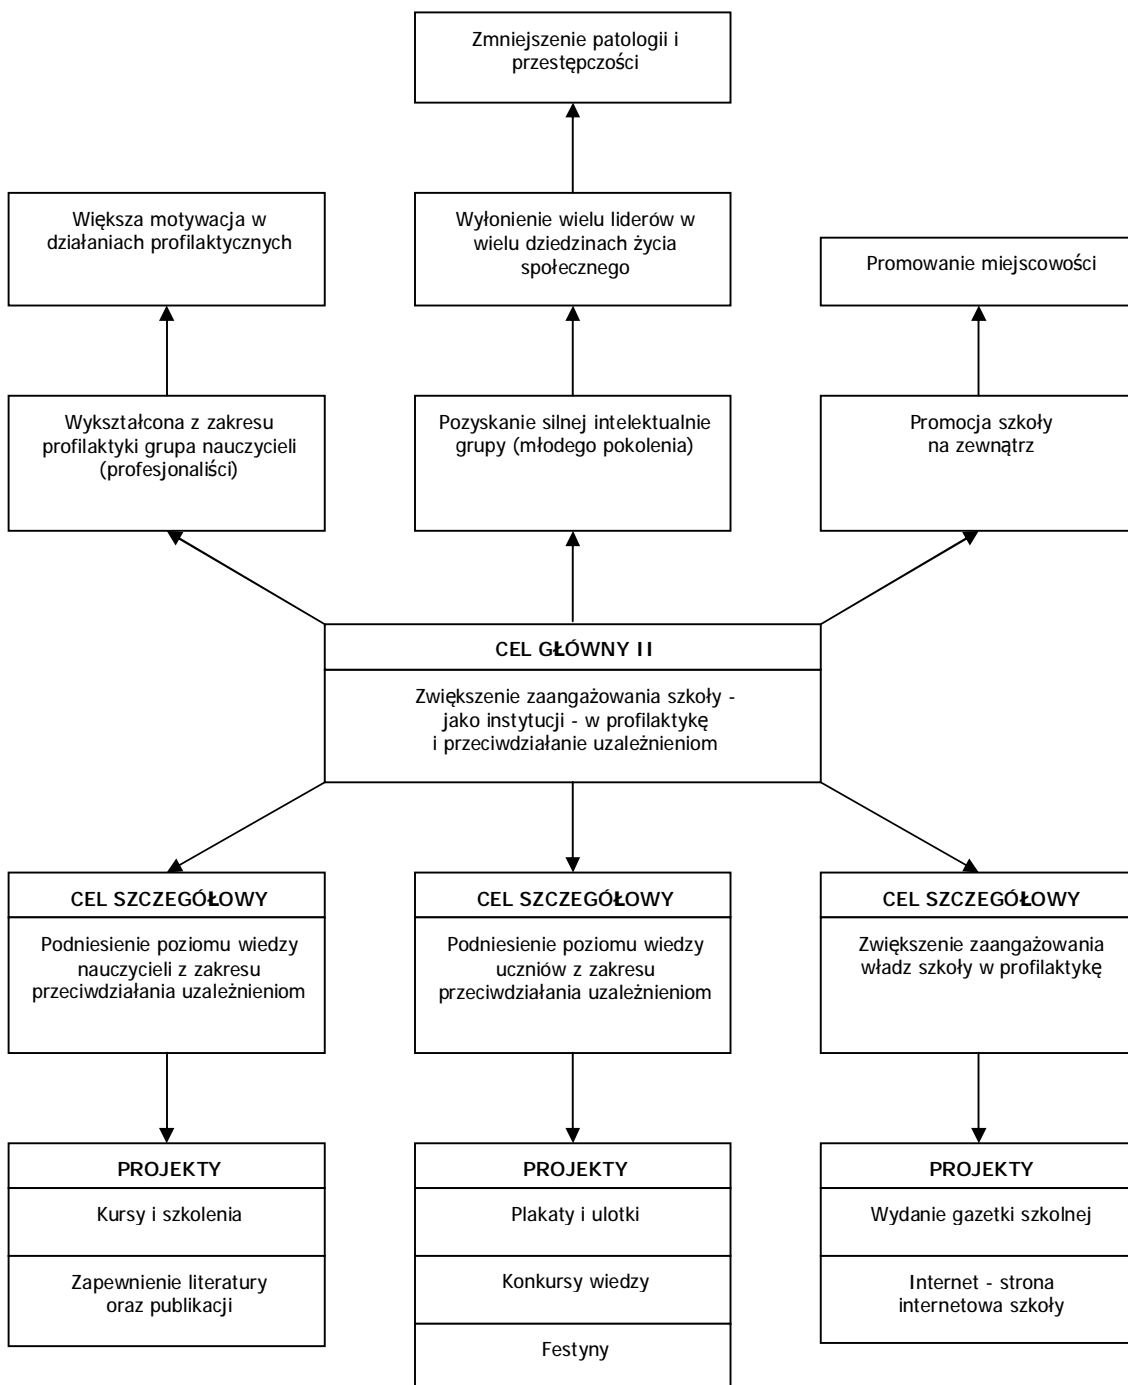 Zmniejszenie patologii i
przestępczości
Większa motywacja w
działaniach profilaktycznych
Wyłonienie wielu liderów w
wielu dziedzinach życia
społecznego
Promowanie miejscowości
Wykształcona z zakresu
profilaktyki grupa nauczycieli
(profesjonaliści)
Pozyskanie silnej intelektualnie
grupy (młodego pokolenia)
Promocja szkoły
na zewnątrz
CEL GŁÓWNY II
Zwiększenie zaangażowania szkoły -
jako instytucji - w profilaktykę
i przeciwdziałanie uzależnieniom
CEL SZCZEGÓŁOWY
Podniesienie poziomu wiedzy
nauczycieli z zakresu
przeciwdziałania uzależnieniom
CEL SZCZEGÓŁOWY
Podniesienie poziomu wiedzy
uczniów z zakresu
przeciwdziałania uzależnieniom
CEL SZCZEGÓŁOWY
Zwiększenie zaangażowania
władz szkoły w profilaktykę
PROJEKTY
Kursy i szkolenia
Zapewnienie literatury
oraz publikacji
PROJEKTY
Plakaty i ulotki
Konkursy wiedzy
Festyny
PROJEKTY
Wydanie gazetki szkolnej
Internet - strona
internetowa szkoły